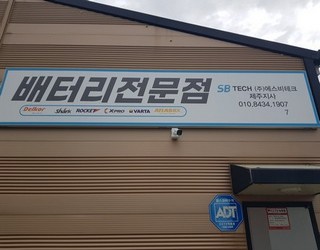 배터리전문점
SB TECH (주)에스비테크
제주지사
010.8434.1907
7
Delkor ROCKET VARTA
ADT